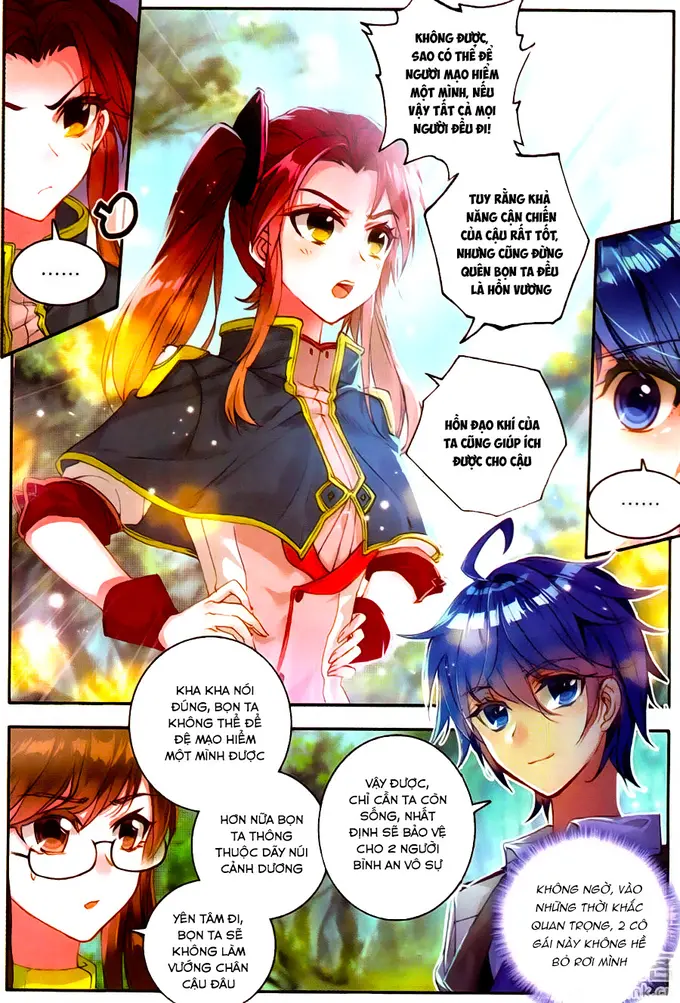 KHÔNG ĐƯỢC,
SAO CÓ THỂ ĐỂ
NGƯƠI MẠO HIỂM
MỘT MÌNH, NẾU
VẬY TẤT CẢ MỌI
NGƯỜI ĐỀU ĐI!
......
TUY RẰNG KHẢ
NĂNG CẬN CHIẾN
CỦA CẬU RẤT TỐT,
NHƯNG CŨNG ĐỪNG
QUÊN BỌN TA ĐỀU
LÀ HỒN VƯƠNG
HỒN ĐẠO KHÍ CỦA
TA CŨNG GIÚP ÍCH
ĐƯỢC CHO CẬU
......
KHA KHA NÓI
ĐÚNG, BỌN TA
KHÔNG THỂ ĐỂ
ĐỆ MẠO HIỂM
MỘT MÌNH ĐƯỢC
HƠN NỮA BỌN
TA THÔNG
THUỘC DÃY NÚI
CẢNH DƯƠNG
YÊN TÂM ĐI,
BỌN TA SẼ
KHÔNG LÀM
VƯỚNG CHÂN
CẬU ĐÂU
VẬY ĐƯỢC,
CHỈ CẦN TA CÒN
SỐNG, NHẤT
ĐỊNH SẼ BẢO VỆ
CHO 2 NGƯỜI
BÌNH AN VÔ SỰ
KHÔNG NGỜ, VÀO
NHỮNG THỜI KHẮC
QUAN TRỌNG, 2 CÔ
GÁI NÀY KHÔNG HỀ
BỎ RƠI MÌNH